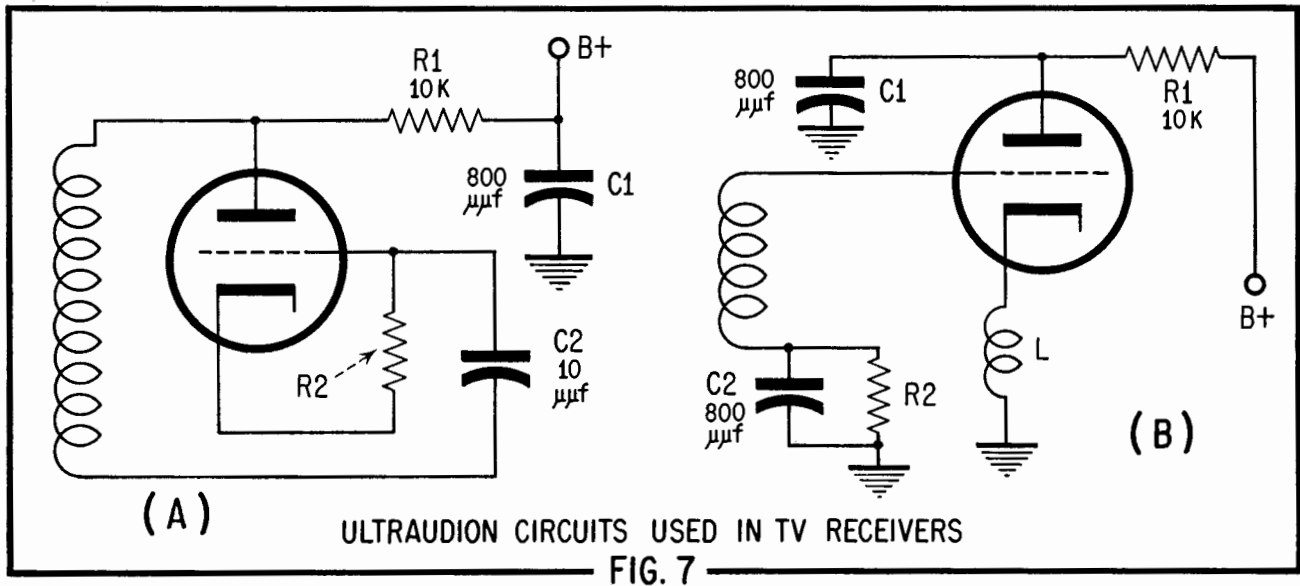 B+
R1
10K
800
µµf
C1
R2
C2
10
µµf
(A)
800
µµf
C1
R1
10K
B+
L
C2
800
µµf
R2
(B)
ULTRAUDION CIRCUITS USED IN TV RECEIVERS
FIG. 7